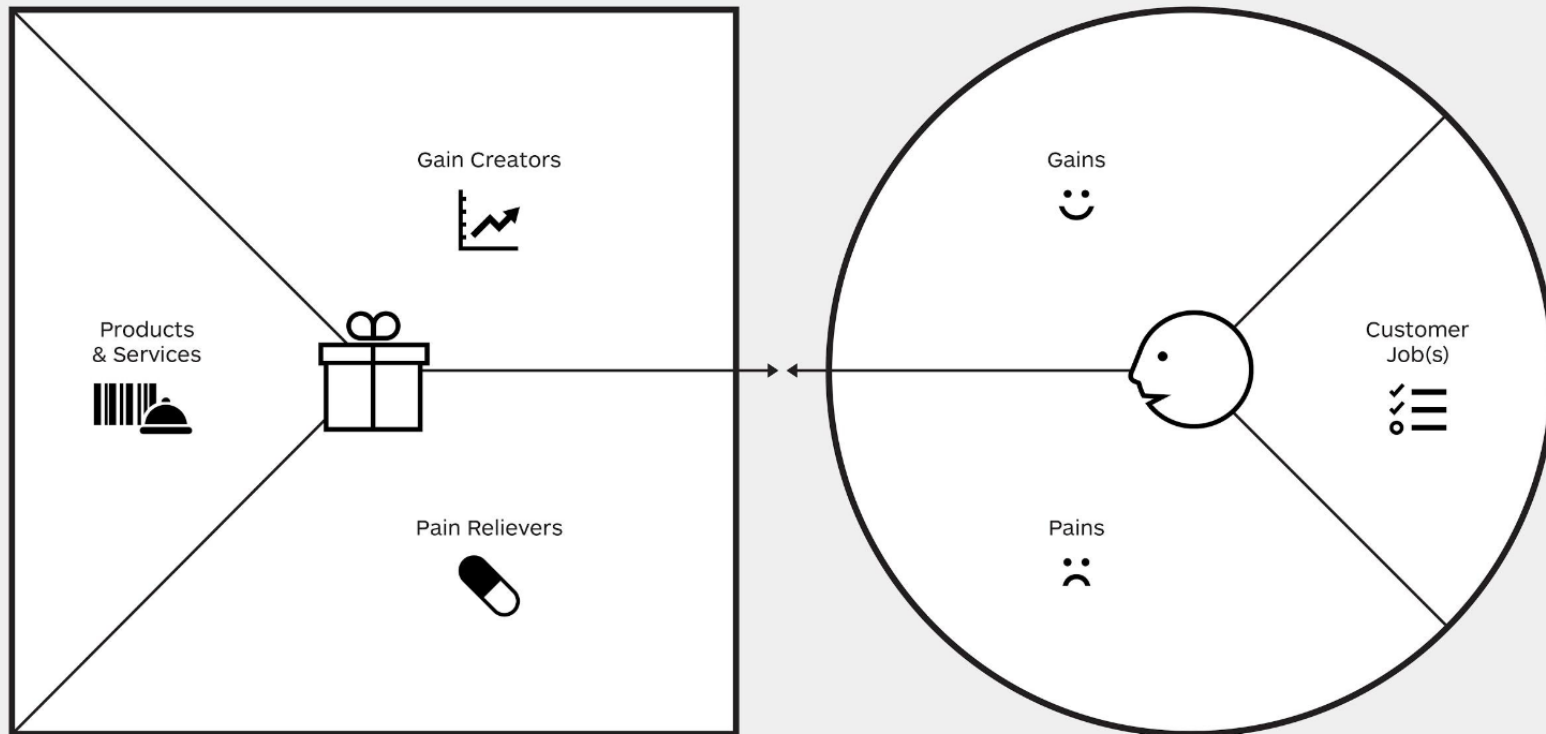 Gain Creators
Products
& Services
Pain Relievers
Gains
Customer
Job(s)
Pains